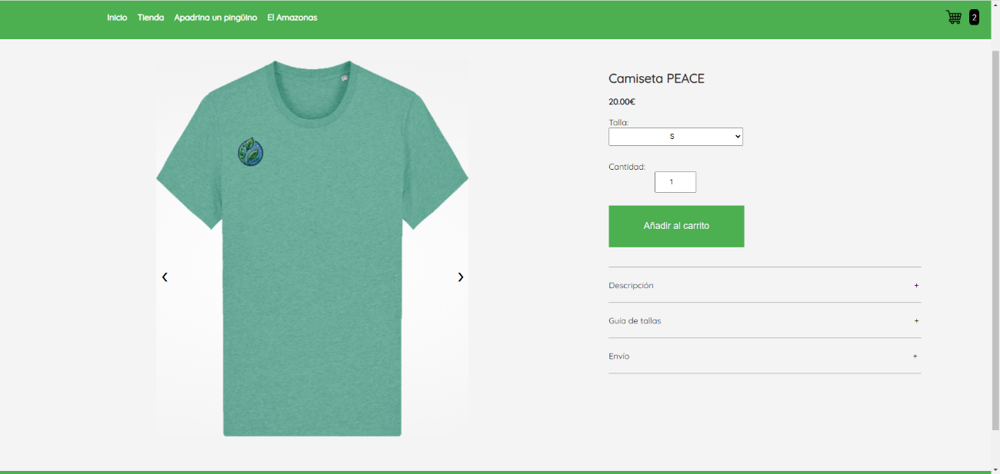 Inicio Tienda Apadrina un pingüino El Amazonas
2
Camiseta PEACE
20.00€
Talla:
S
Cantidad:
1
Añadir al carrito
Descripción +
Guia de tallas +
Envío +